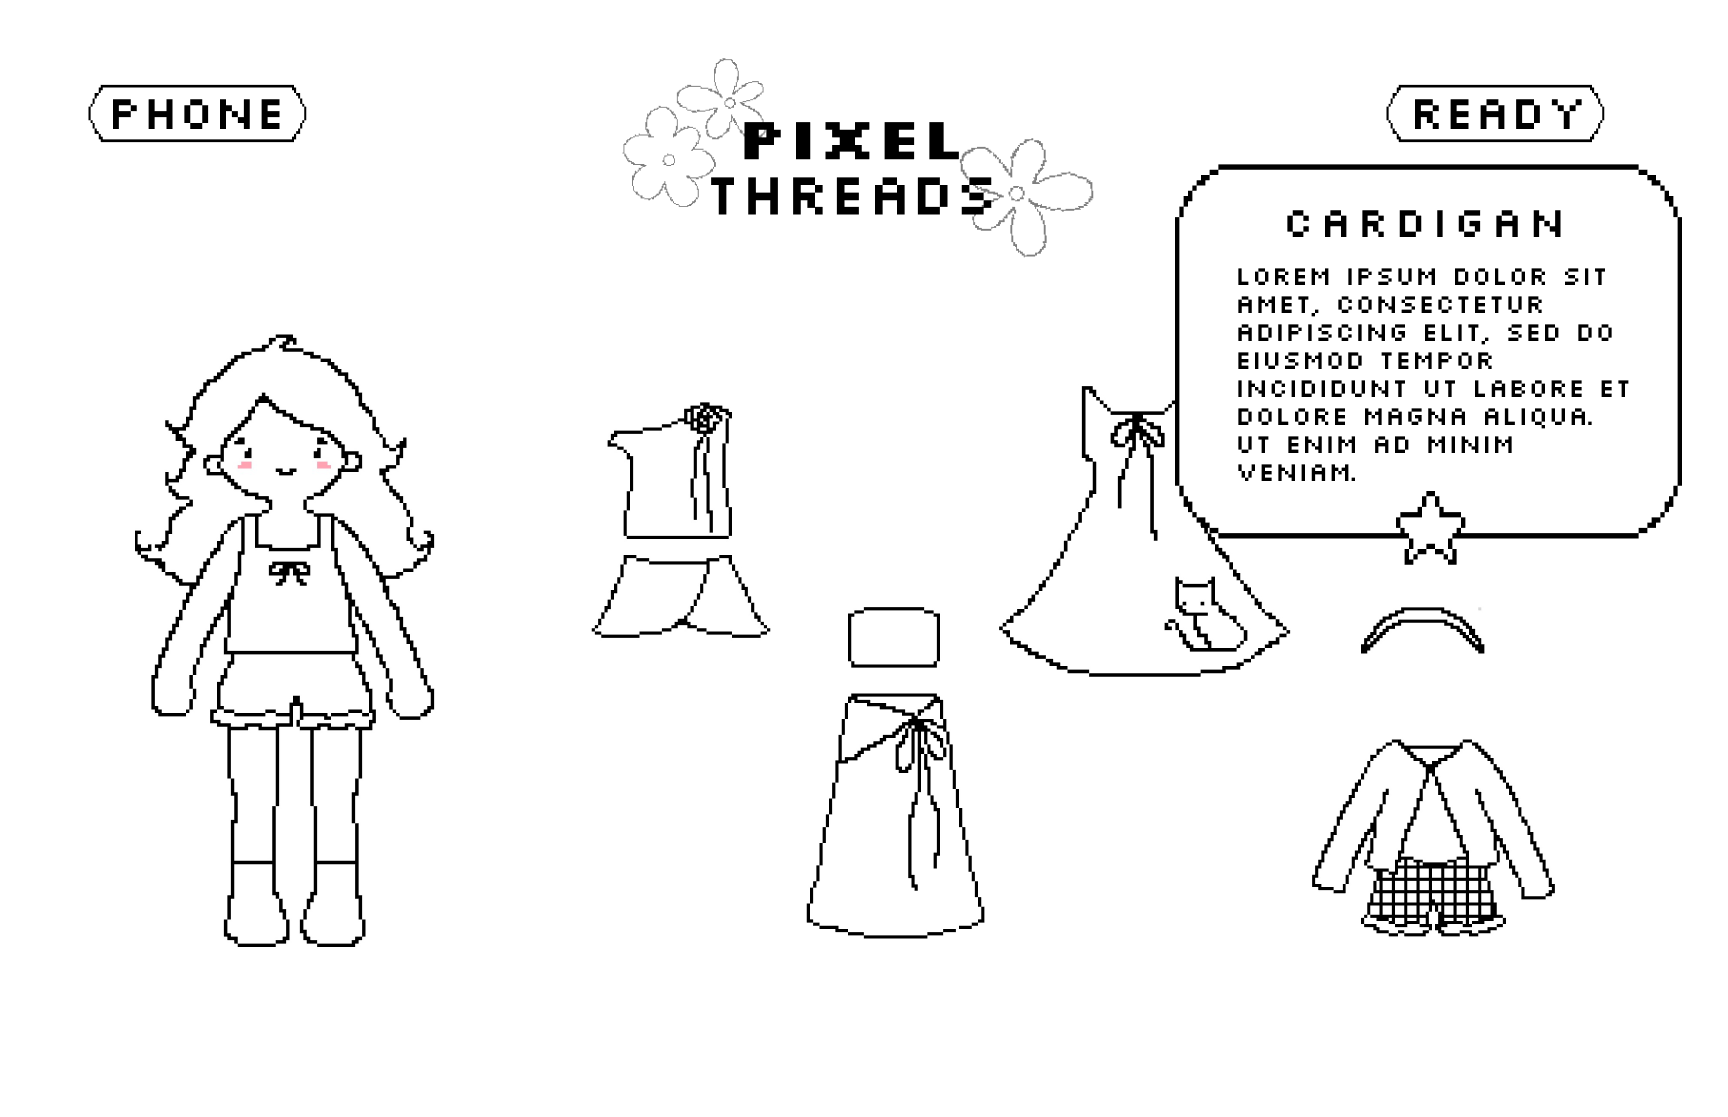 PHONE
PIXEL
THREADS
READY
CARDIGAN
LOREM IPSUM DOLOR SIT
AMET, CONSECTETUR
ADIPISCING ELIT, SED DO
EIUSMOD TEMPOR
INCIDIDUNT UT LABORE ET
DOLORE MAGNA ALIQUA.
UT ENIM AD MINIM
VENIAM.